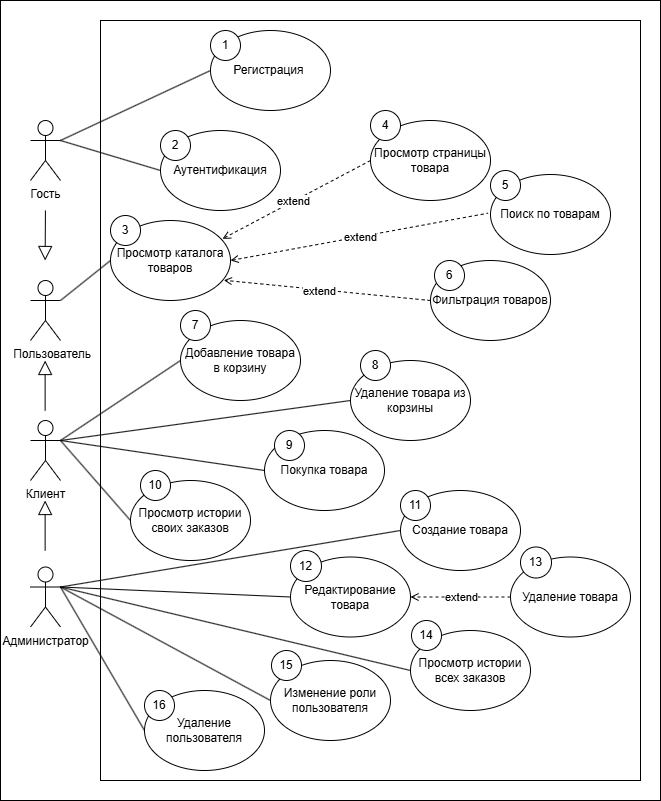 1
Регистрация
2
Аутентификация
Гость
3
Просмотр каталога
товаров
4
Просмотр страницы
товара
extend
5
Поиск по товарам
extend
6
Фильтрация товаров
extend
Пользователь
7
Добавление товара
в корзину
8
Удаление товара из
корзины
9
Покупка товара
Клиент
10
Просмотр истории
своих заказов
11
Создание товара
12
Редактирование
товара
extend
13
Удаление товара
Администратор
14
Просмотр истории
всех заказов
15
Изменение роли
пользователя
16
Удаление
пользователя